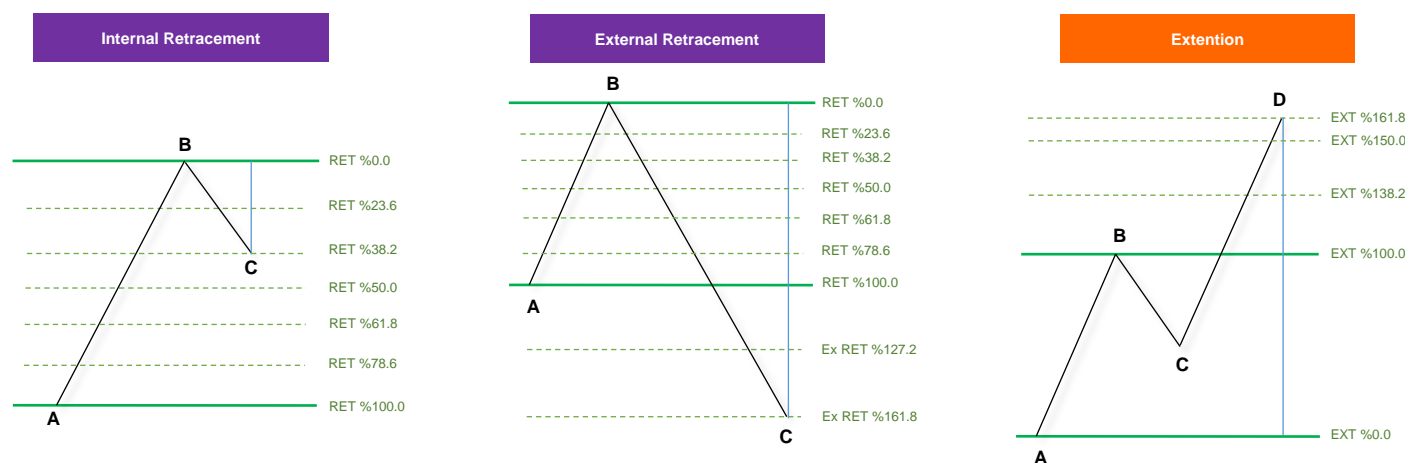 Internal Retracement
B
RET %0.0
RET %23.6
RET %38.2
C
RET %50.0
RET %61.8
RET %78.6
A
RET %100.0
External Retracement
B
RET %0.0
RET %23.6
RET %38.2
RET %50.0
RET %61.8
RET %78.6
RET %100.0
A
Ex RET %127.2
Ex RET %161.8
C
Extention
D
EXT %161.8
EXT %150.0
EXT %138.2
B
EXT %100.0
C
EXT %0.0
A